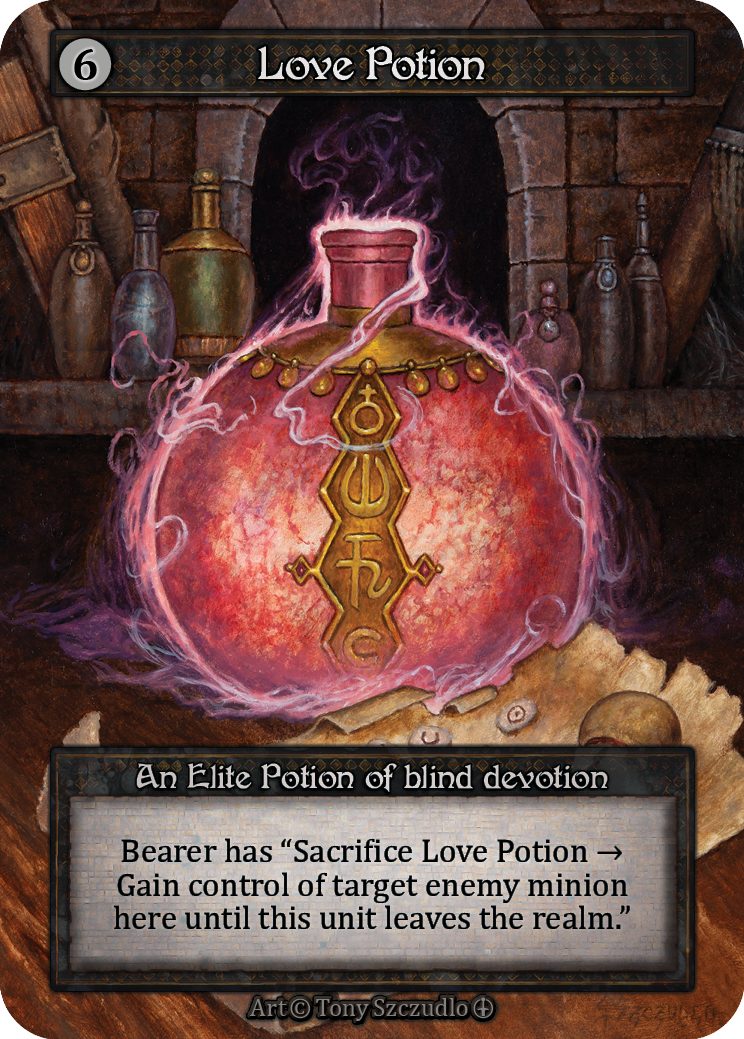 6
Love Potion
An Elite Potion of blind devotion
Bearer has “Sacrifice Love Potion →
Gain control of target enemy minion
here until this unit leaves the realm.”
Art © Tony Szczudlo